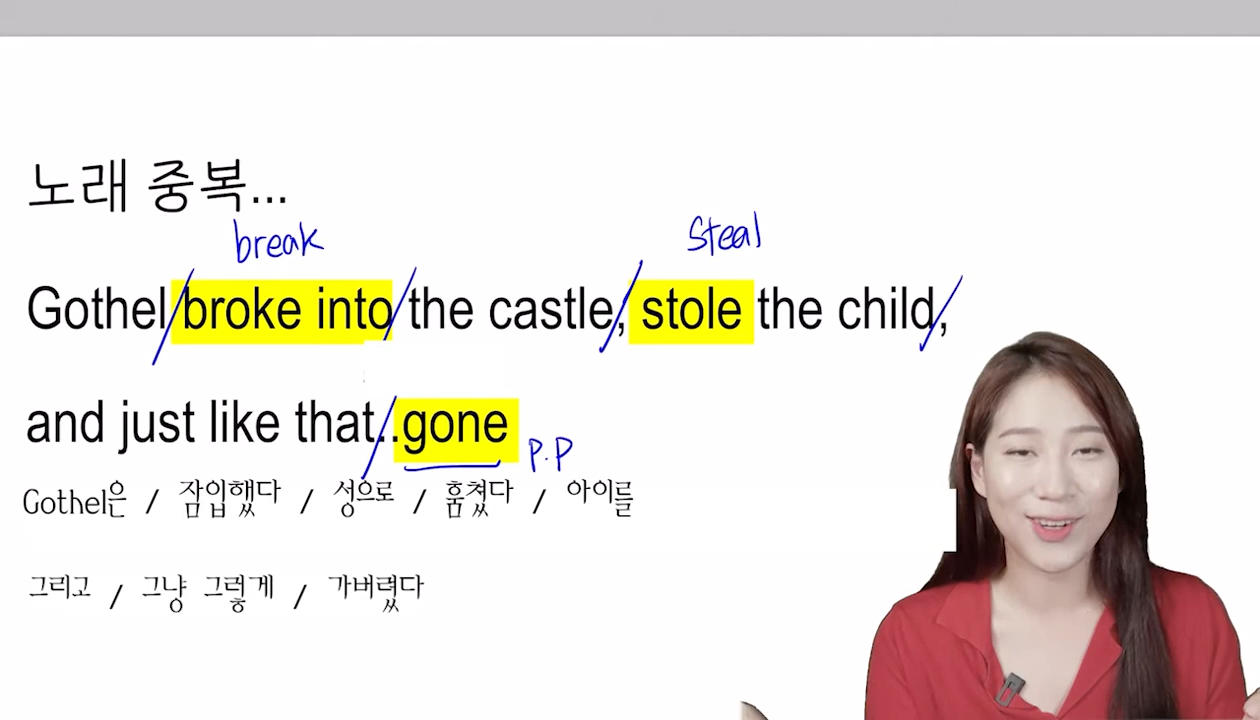 노래 중복...
break steal
Gothel broke into the castle, stole the child,
and just like that..gone
p.p
Gothel은 / 잠입했다 / 성으로 / 훔쳤다 / 아이를
그리고 / 그냥 그렇게 / 가버렸다